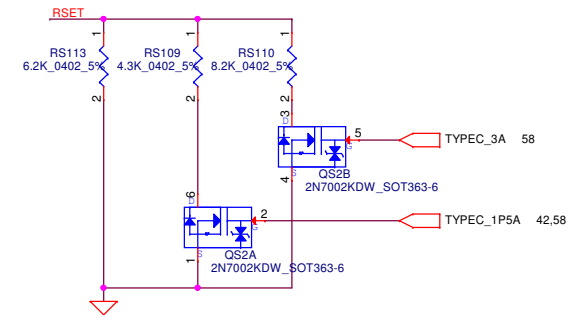 RSET
1 1 1
RS113 RS109 RS110
6.2K_0402_5% 4.3K_0402_5% 8.2K_0402_5%
2 2 2
3
D
5 TYPEC_3A 58
G
S
4 QS2B
2N7002KDW_SOT363-6
6
D
2 TYPEC_1P5A 42,58
G
S
1 QS2A
2N7002KDW_SOT363-6